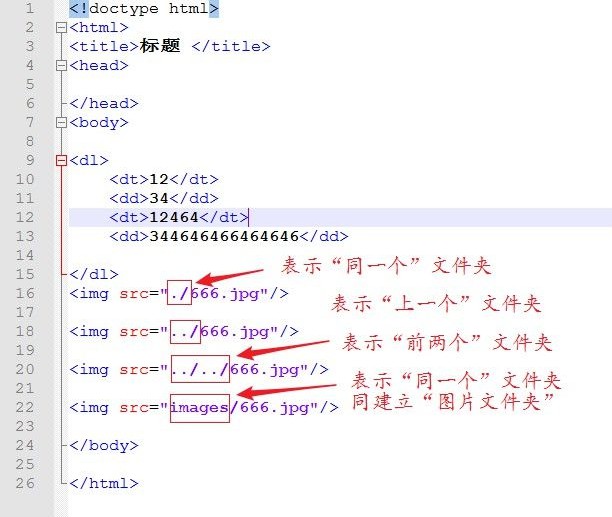 1 <!doctype html>
2 <html>
3 <title>标题 </title>
4 <head>
5
6 </head>
7 <body>
8
9 <dl>
10 <dt>12</dt>
11 <dd>34</dd>
12 <dt>12464</dt>
13 <dd>344646466464646</dd>
14
表示“同一个”文件夹
15 </dl>
16 <img src="./666.jpg"/>
表示“上一个”文件夹
17
18 <img src="../666.jpg"/>
表示“前两个”文件夹
19
20 <img src="../../666.jpg"/>
表示“同一个”文件夹
同建立“图片文件夹”
21
22 <img src="images/666.jpg"/>
23
24 </body>
25
26 </html>